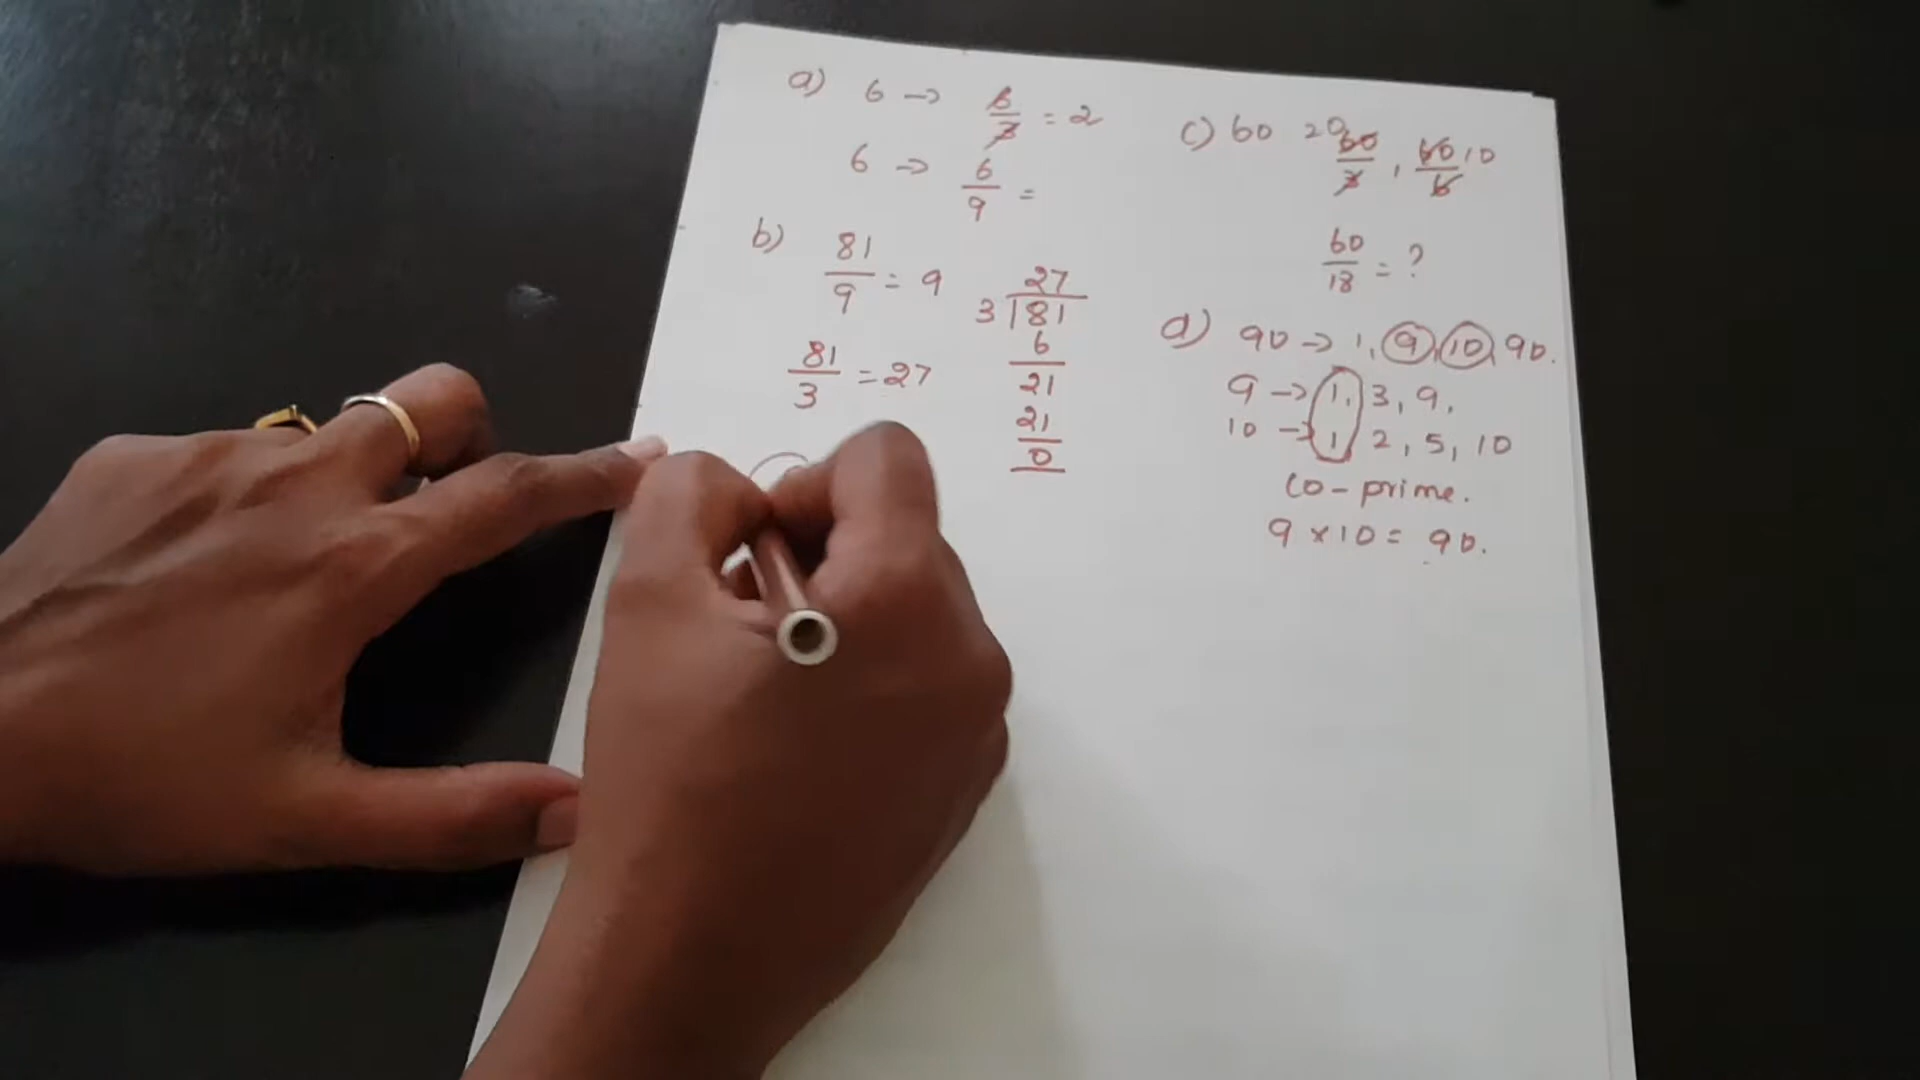 a) 6 → 6/3 = 2
6 → 6/9 =
b) 81/9 = 9
81/3 = 27
27
3 | 81
6
21
21
0
c) 60 20 60/3 , 60/6 10
60/18 = ?
d) 90 → 1, 9, 10, 90.
9 → 1, 3, 9,
10 → 1, 2, 5, 10
co-prime.
9 × 10 = 90.